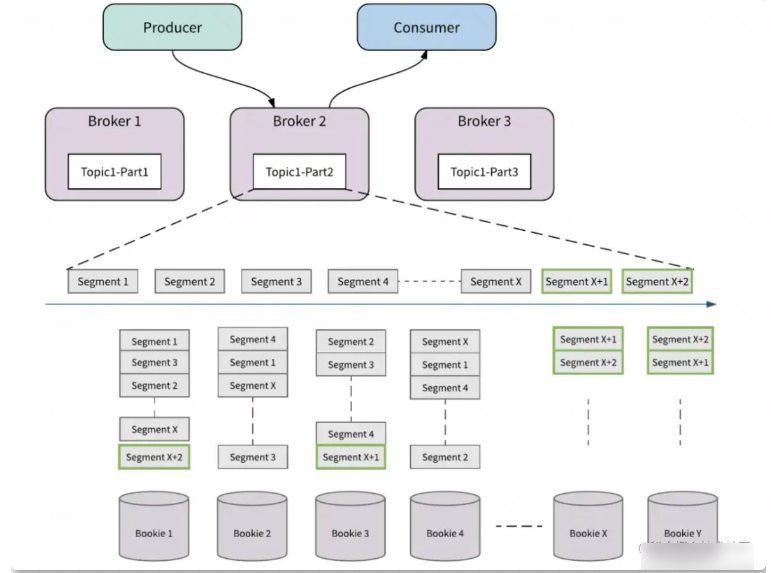 Producer
Consumer
Broker 1
Broker 2
Broker 3
Topic1-Part1
Topic1-Part2
Topic1-Part3
Segment 1
Segment 2
Segment 3
Segment 4
Segment X
Segment X+1
Segment X+2
Segment 1
Segment 3
Segment 2
Segment X
Segment X+2
Segment 4
Segment 1
Segment X
Segment 3
Segment 2
Segment 3
Segment 4
Segment X+1
Segment X
Segment 1
Segment 4
Segment 2
Segment X+1
Segment X+2
Segment X+2
Segment X+1
Bookie 1
Bookie 2
Bookie 3
Bookie 4
Bookie X
Bookie Y